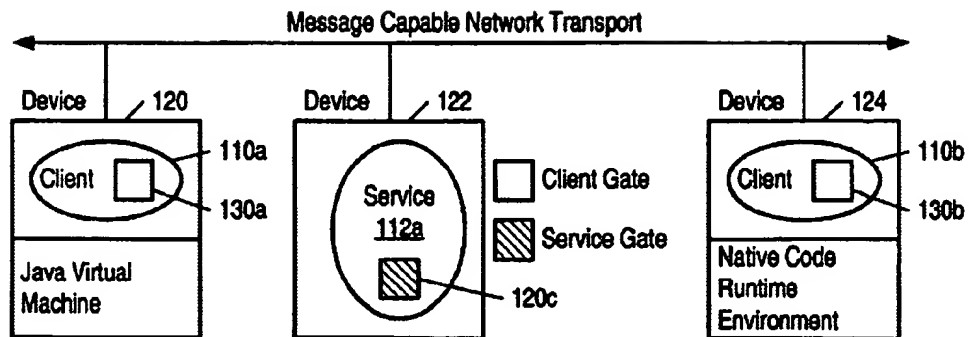 Message Capable Network Transport
Device 120
Device 122
Device 124
110a
Client
130a
Service
112a
120c
Client Gate
Service Gate
110b
Client
130b
Java Virtual
Machine
Native Code
Runtime
Environment